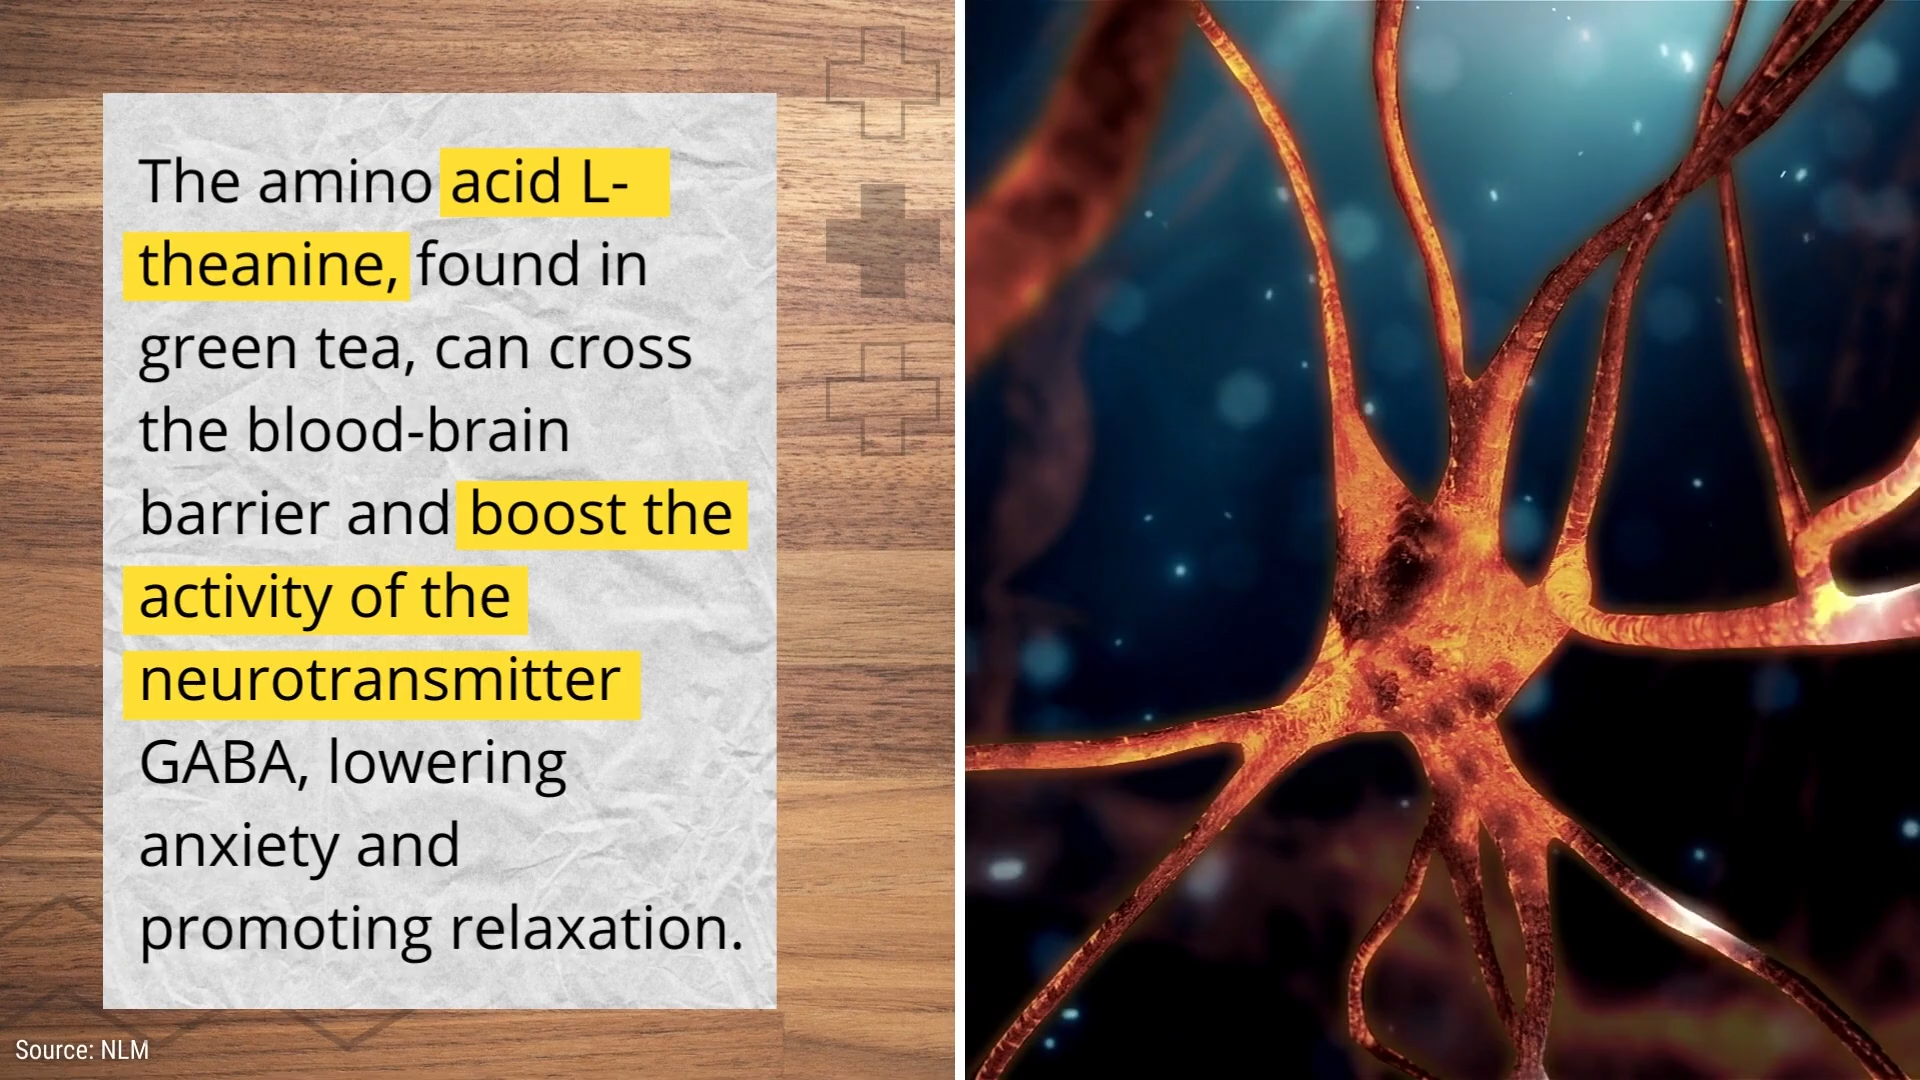 The amino acid L-
theanine, found in
green tea, can cross
the blood-brain
barrier and boost the
activity of the
neurotransmitter
GABA, lowering
anxiety and
promoting relaxation.
Source: NLM